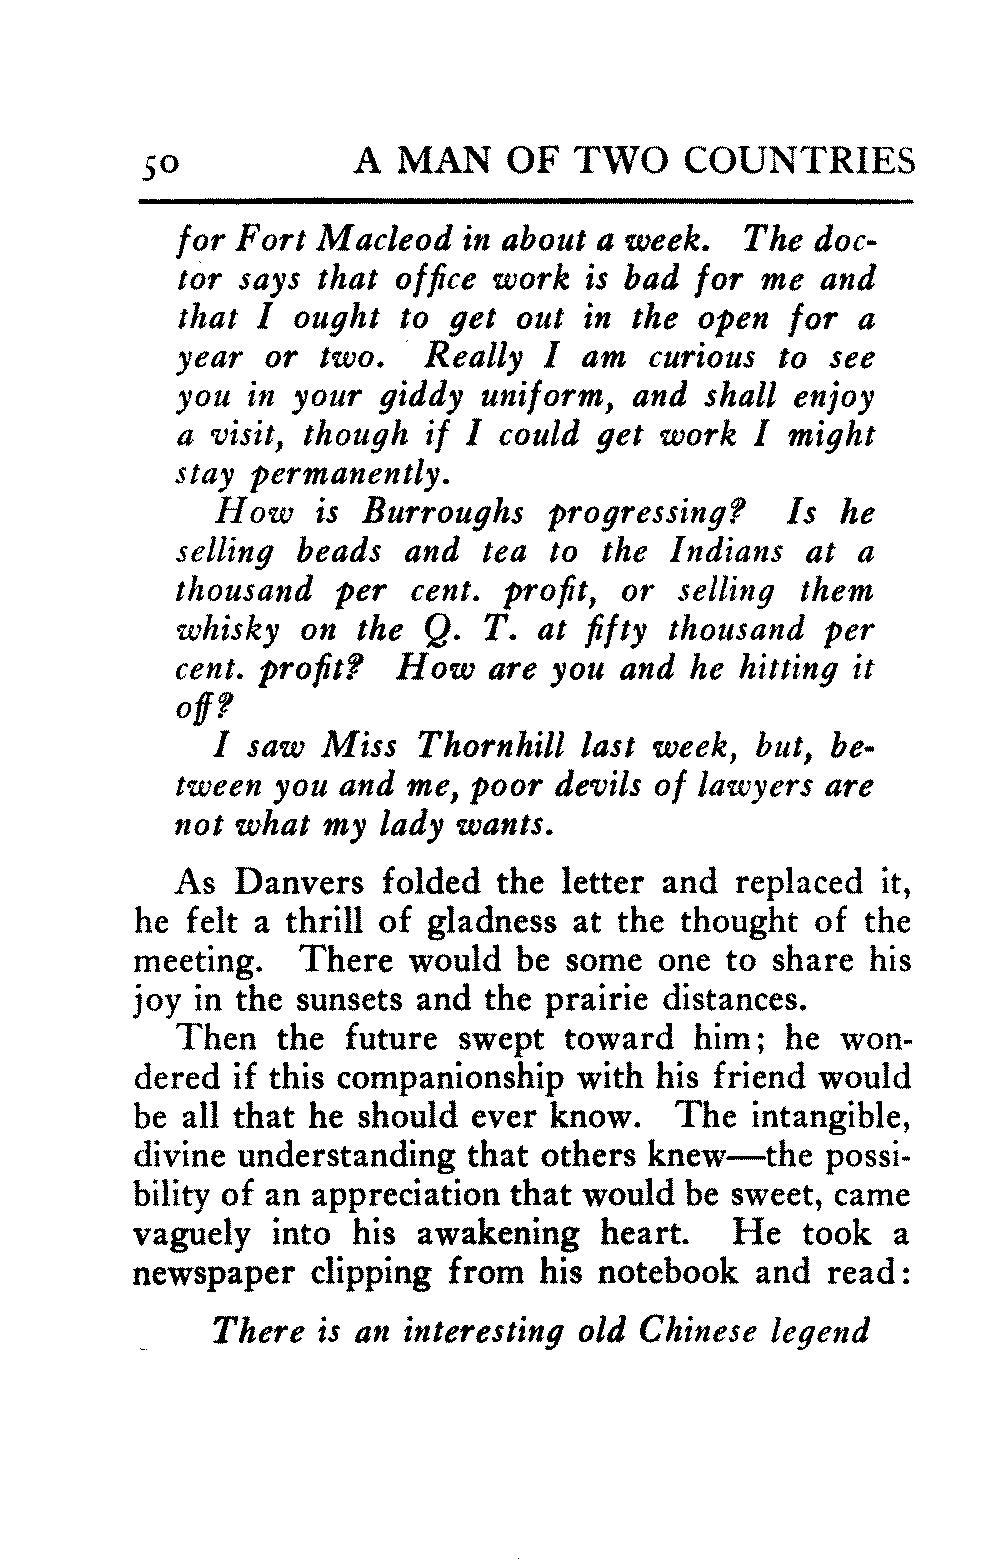 50 A MAN OF TWO COUNTRIES
for Fort Macleod in about a week. The doc-
tor says that office work is bad for me and
that I ought to get out in the open for a
year or two. Really I am curious to see
you in your giddy uniform, and shall enjoy
a visit, though if I could get work I might
stay permanently.
How is Burroughs progressing? Is he
selling beads and tea to the Indians at a
thousand per cent. profit, or selling them
whisky on the Q. T. at fifty thousand per
cent. profit? How are you and he hitting it
off?
I saw Miss Thornhill last week, but, be-
tween you and me, poor devils of lawyers are
not what my lady wants.
As Danvers folded the letter and replaced it,
he felt a thrill of gladness at the thought of the
meeting. There would be some one to share his
joy in the sunsets and the prairie distances.
Then the future swept toward him; he won-
dered if this companionship with his friend would
be all that he should ever know. The intangible,
divine understanding that others knew—the possi-
bility of an appreciation that would be sweet, came
vaguely into his awakening heart. He took a
newspaper clipping from his notebook and read:
There is an interesting old Chinese legend